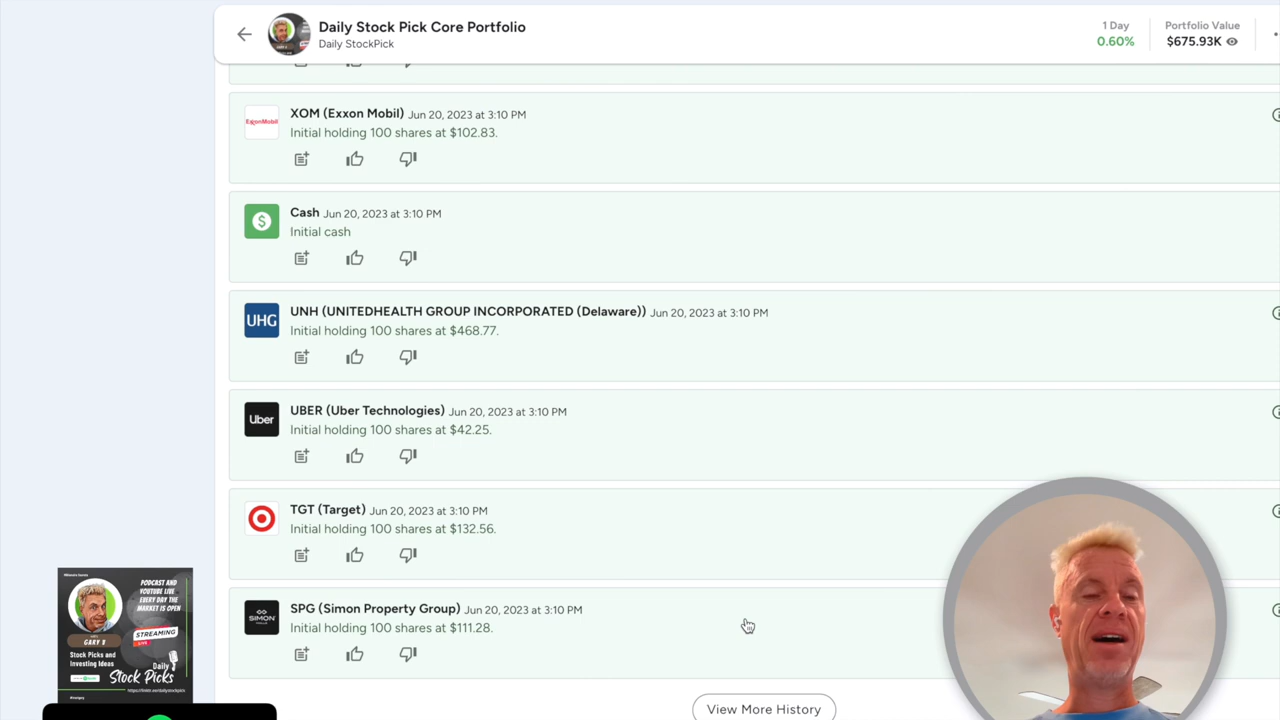 Daily Stock Pick Core Portfolio
Daily StockPick
1 Day
0.60%
Portfolio Value
$675.93K
ExxonMobil
XOM (Exxon Mobil) Jun 20, 2023 at 3:10 PM
Initial holding 100 shares at $102.83.
Cash Jun 20, 2023 at 3:10 PM
Initial cash
UHG
UNH (UNITEDHEALTH GROUP INCORPORATED (Delaware)) Jun 20, 2023 at 3:10 PM
Initial holding 100 shares at $468.77.
Uber
UBER (Uber Technologies) Jun 20, 2023 at 3:10 PM
Initial holding 100 shares at $42.25.
TGT (Target) Jun 20, 2023 at 3:10 PM
Initial holding 100 shares at $132.56.
SIMON
SPG (Simon Property Group) Jun 20, 2023 at 3:10 PM
Initial holding 100 shares at $111.28.
View More History
PODCAST AND
YOUTUBE LIVE
EVERY DAY THE
MARKET IS OPEN
GARY V
STREAMING
LIVE
Stock Picks and
Investing Ideas
Daily
Stock Picks